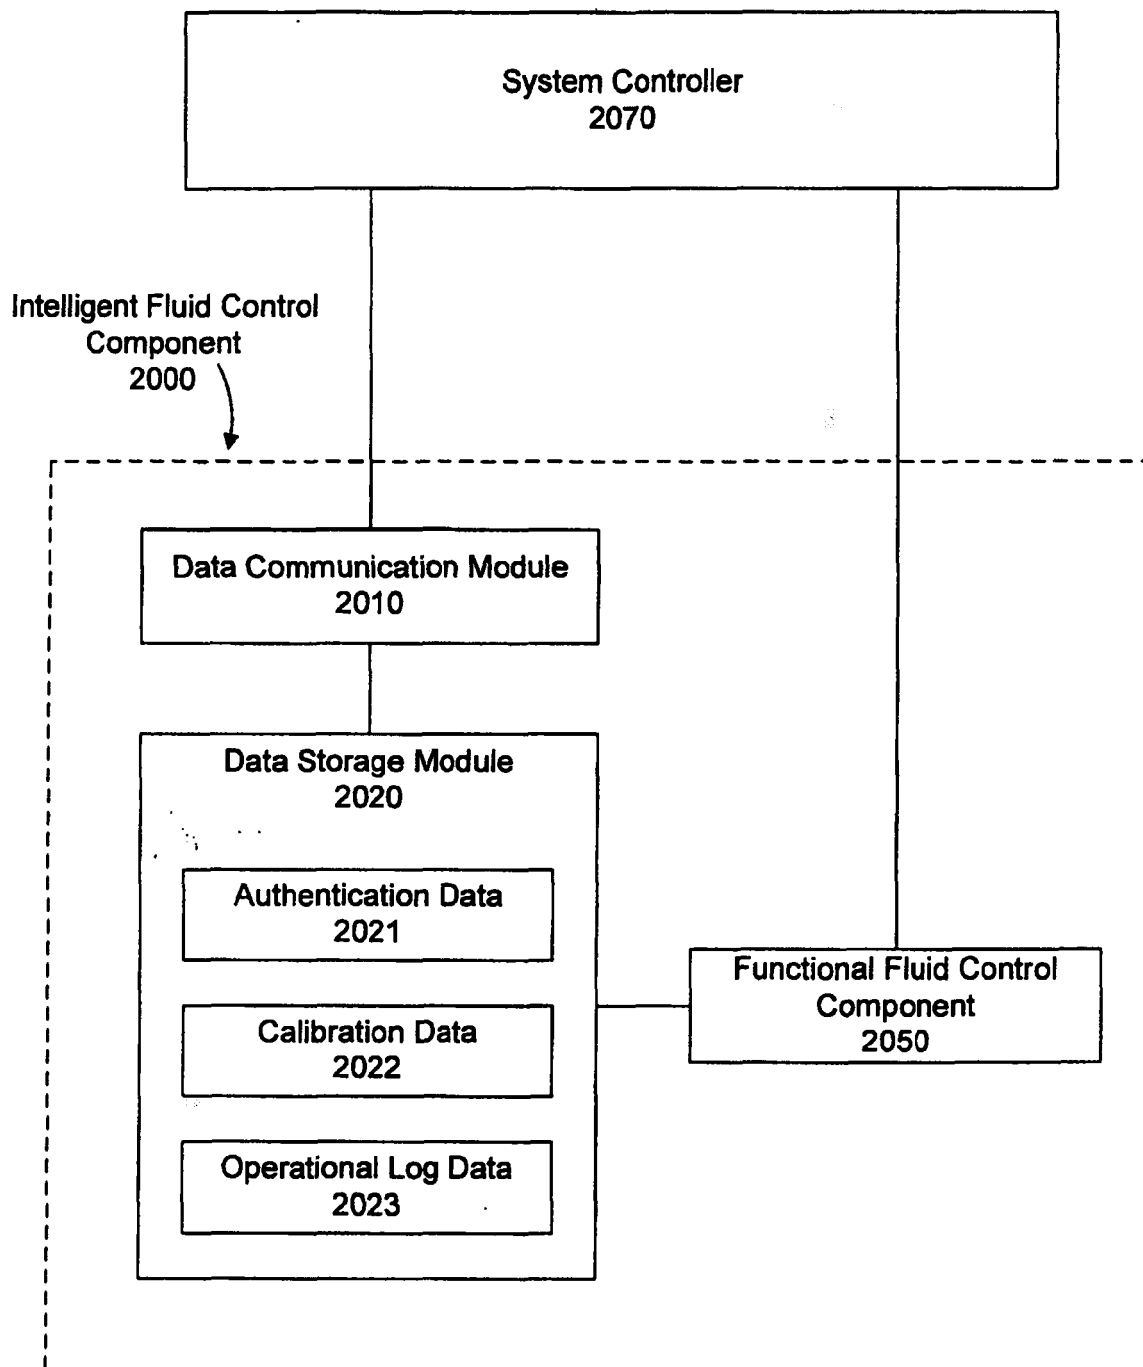 System Controller
2070
Intelligent Fluid Control
Component
2000
Data Communication Module
2010
Data Storage Module
2020
Authentication Data
2021
Calibration Data
2022
Operational Log Data
2023
Functional Fluid Control
Component
2050